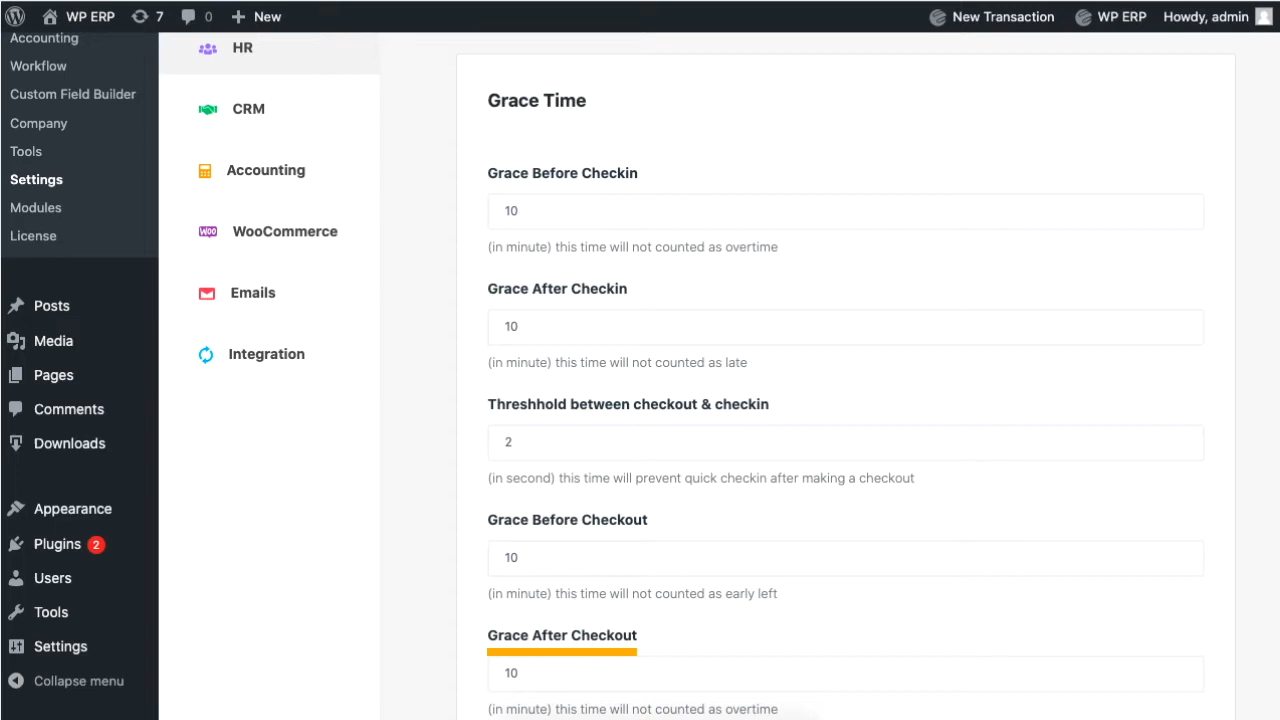 WP ERP 7 0 New New Transaction WP ERP Howdy, admin
Accounting
Workflow
Custom Field Builder
Company
Tools
Settings
Modules
License
Posts
Media
Pages
Comments
Downloads
Appearance
Plugins 2
Users
Tools
Settings
Collapse menu
HR
CRM
Accounting
WOO WooCommerce
Emails
Integration
Grace Time
Grace Before Checkin
10
(in minute) this time will not counted as overtime
Grace After Checkin
10
(in minute) this time will not counted as late
Threshhold between checkout & checkin
2
(in second) this time will prevent quick checkin after making a checkout
Grace Before Checkout
10
(in minute) this time will not counted as early left
Grace After Checkout
10
(in minute) this time will not counted as overtime